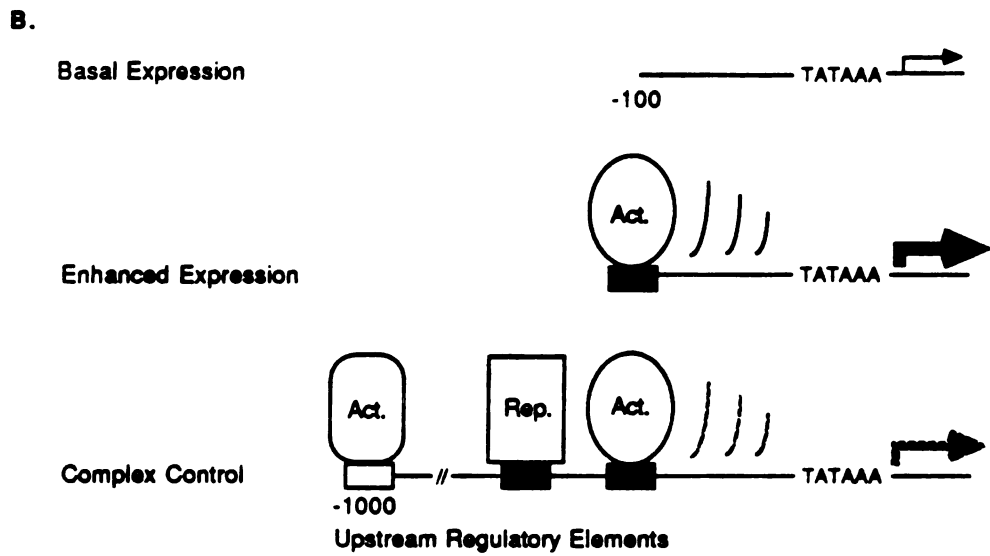 B.
Basal Expression
TATAAA
-100
Act.
Enhanced Expression
TATAAA
Act.
Rep.
Act.
Complex Control
TATAAA
-1000
Upstream Regulatory Elements